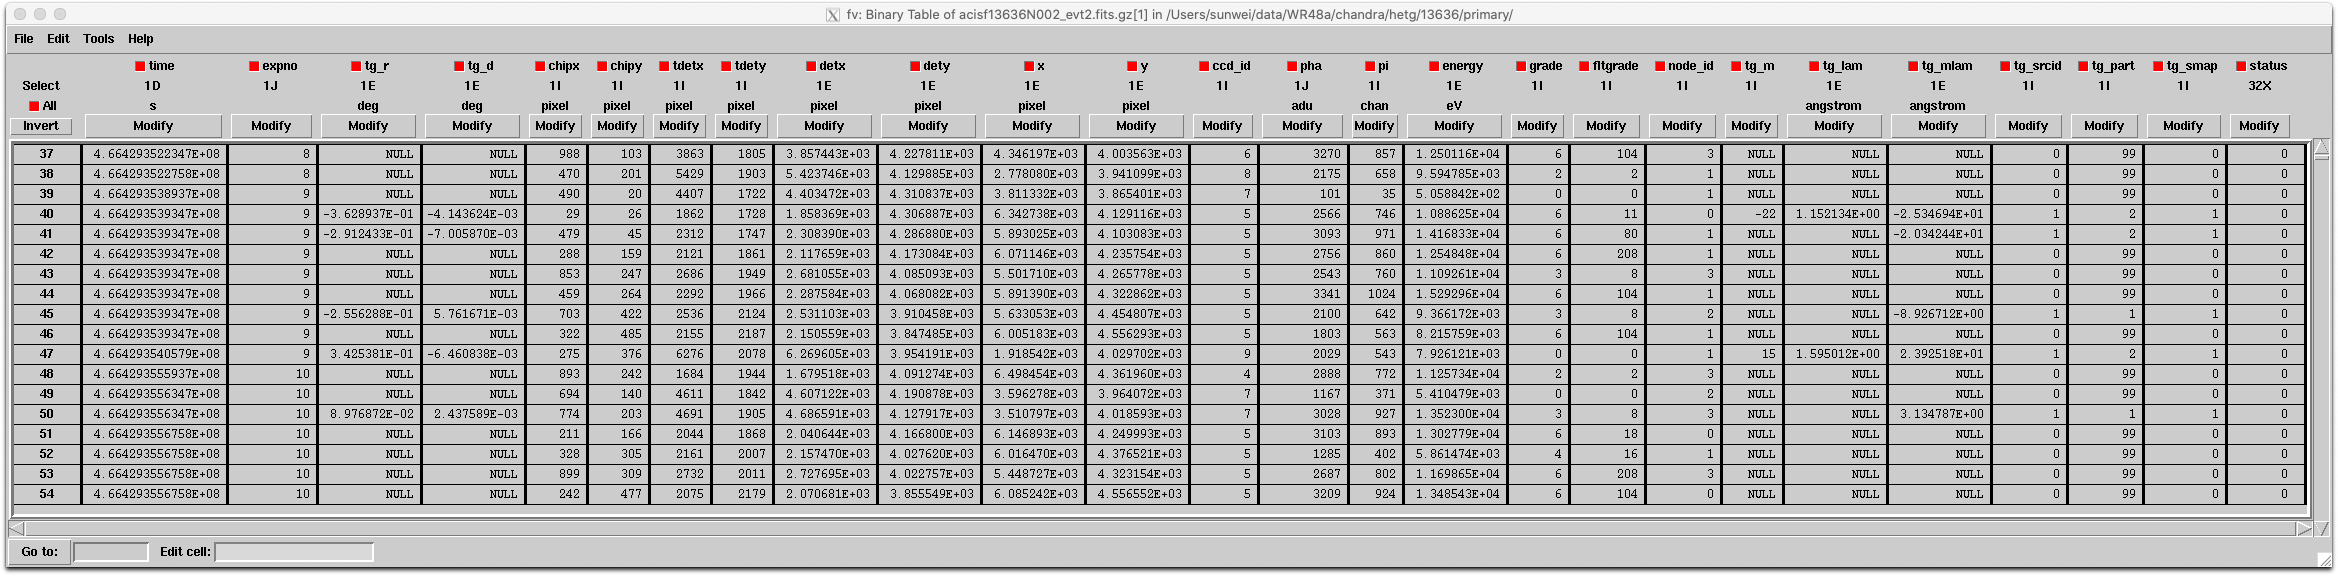 fv: Binary Table of acisf13636N002_evt2.fits.gz[1] in /Users/sunwei/data/WR48a/chandra/hetg/13636/primary/
File Edit Tools Help
time expno tg_r tg_d chipx chipy tdetx tdety detx dety x y ccd_id pha pi energy grade fltgrade node_id tg_m tg_lam tg_mlam tg_srcid tg_part tg_smap status
Select 1D 1J 1E 1E 1I 1I 1I 1I 1E 1E 1E 1E 1I 1J 1I 1E 1I 1I 1I 1I 1E 1E 1I 1I 1I 32X
All s deg deg pixel pixel pixel pixel pixel pixel pixel pixel adu chan eV angstrom angstrom
Invert Modify Modify Modify Modify Modify Modify Modify Modify Modify Modify Modify Modify Modify Modify Modify Modify Modify Modify Modify Modify Modify Modify Modify Modify Modify Modify
37 4.664293522347E+08 8 NULL NULL 988 103 3863 1805 3.857443E+03 4.227811E+03 4.346197E+03 4.003563E+03 6 3270 857 1.250116E+04 6 104 3 NULL NULL NULL 0 99 0 0
38 4.664293522758E+08 8 NULL NULL 470 201 5429 1903 5.423746E+03 4.129885E+03 2.778080E+03 3.941099E+03 8 2175 658 9.594785E+03 2 2 1 NULL NULL NULL 0 99 0 0
39 4.664293538937E+08 9 NULL NULL 490 20 4407 1722 4.403472E+03 4.310837E+03 3.811332E+03 3.865401E+03 7 101 35 5.058842E+02 0 0 1 NULL NULL NULL 0 99 0 0
40 4.664293539347E+08 9 -3.628937E-01 -4.143624E-03 29 26 1862 1728 1.858369E+03 4.306887E+03 6.342738E+03 4.129116E+03 5 2566 746 1.088625E+04 6 11 0 -22 1.152134E+00 -2.534694E+01 1 2 1 0
41 4.664293539347E+08 9 -2.912433E-01 -7.005870E-03 479 45 2312 1747 2.308390E+03 4.286880E+03 5.893025E+03 4.103083E+03 5 3093 971 1.416833E+04 6 80 1 NULL NULL -2.034244E+01 1 2 1 0
42 4.664293539347E+08 9 NULL NULL 288 159 2121 1861 2.117659E+03 4.173084E+03 6.071146E+03 4.235754E+03 5 2756 860 1.254848E+04 6 208 1 NULL NULL NULL 0 99 0 0
43 4.664293539347E+08 9 NULL NULL 853 247 2686 1949 2.681055E+03 4.085093E+03 5.501710E+03 4.265778E+03 5 2543 760 1.109261E+04 3 8 3 NULL NULL NULL 0 99 0 0
44 4.664293539347E+08 9 NULL NULL 459 264 2292 1966 2.287584E+03 4.068082E+03 5.891390E+03 4.322862E+03 5 3341 1024 1.529296E+04 6 104 1 NULL NULL NULL 0 99 0 0
45 4.664293539347E+08 9 -2.556288E-01 5.761671E-03 703 422 2536 2124 2.531103E+03 3.910458E+03 5.633053E+03 4.454807E+03 5 2100 642 9.366172E+03 3 8 2 NULL NULL -8.926712E+00 1 1 1 0
46 4.664293539347E+08 9 NULL NULL 322 485 2155 2187 2.150559E+03 3.847485E+03 6.005183E+03 4.556293E+03 5 1803 563 8.215759E+03 6 104 1 NULL NULL NULL 0 99 0 0
47 4.664293540579E+08 9 3.425381E-01 -6.460838E-03 275 376 6276 2078 6.269605E+03 3.954191E+03 1.918542E+03 4.029702E+03 9 2029 543 7.926121E+03 0 0 1 15 1.595012E+00 2.392518E+01 1 2 1 0
48 4.664293555937E+08 10 NULL NULL 893 242 1684 1944 1.679518E+03 4.091274E+03 6.498454E+03 4.361960E+03 4 2888 772 1.125734E+04 2 2 3 NULL NULL NULL 0 99 0 0
49 4.664293556347E+08 10 NULL NULL 694 140 4611 1842 4.607122E+03 4.190878E+03 3.596278E+03 3.964072E+03 7 1167 371 5.410479E+03 0 0 2 NULL NULL NULL 0 99 0 0
50 4.664293556347E+08 10 8.976872E-02 2.437589E-03 774 203 4691 1905 4.686591E+03 4.127917E+03 3.510797E+03 4.018593E+03 7 3028 927 1.352300E+04 3 8 3 NULL NULL 3.134787E+00 1 1 1 0
51 4.664293556758E+08 10 NULL NULL 211 166 2044 1868 2.040644E+03 4.166800E+03 6.146893E+03 4.249993E+03 5 3103 893 1.302779E+04 6 18 0 NULL NULL NULL 0 99 0 0
52 4.664293556758E+08 10 NULL NULL 328 305 2161 2007 2.157470E+03 4.027620E+03 6.016470E+03 4.376521E+03 5 1285 402 5.861474E+03 4 16 1 NULL NULL NULL 0 99 0 0
53 4.664293556758E+08 10 NULL NULL 899 309 2732 2011 2.727695E+03 4.022757E+03 5.448727E+03 4.323154E+03 5 2687 802 1.169865E+04 6 208 3 NULL NULL NULL 0 99 0 0
54 4.664293556758E+08 10 NULL NULL 242 477 2075 2179 2.070681E+03 3.855549E+03 6.085242E+03 4.556552E+03 5 3209 924 1.348543E+04 6 104 0 NULL NULL NULL 0 99 0 0
Go to: Edit cell: